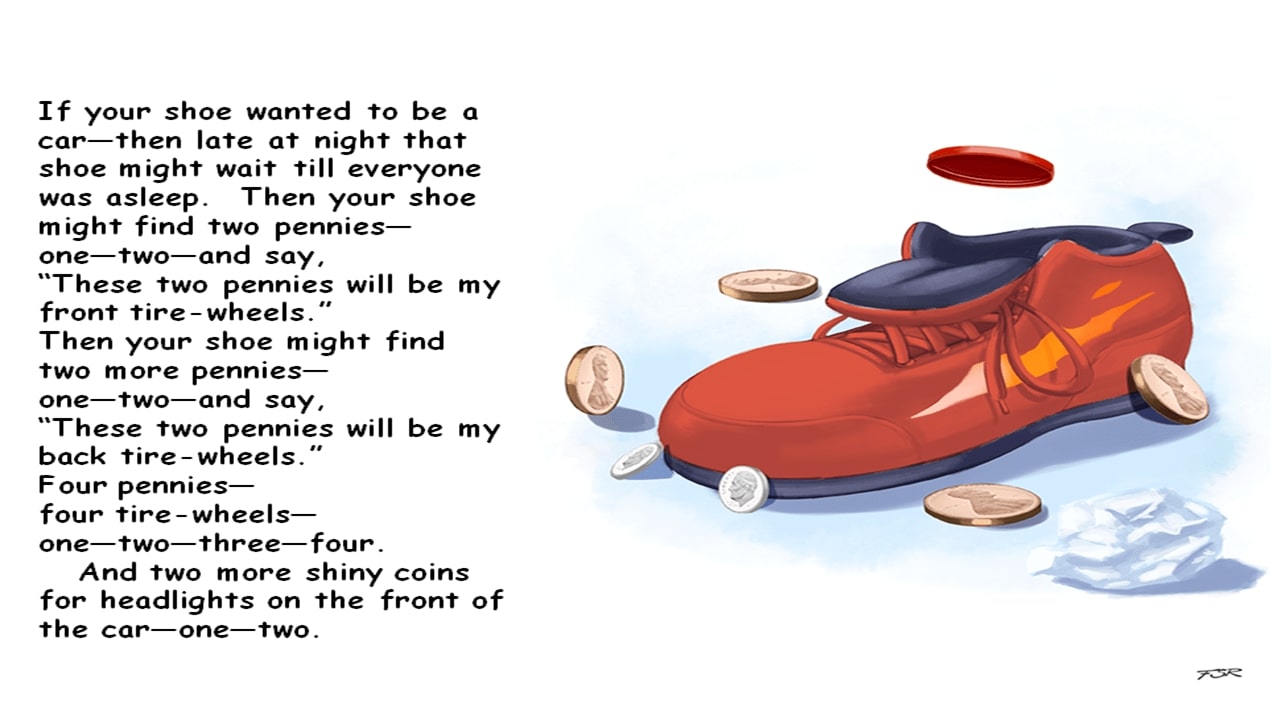 If your shoe wanted to be a
car—then late at night that
shoe might wait till everyone
was asleep.  Then your shoe
might find two pennies—
one—two—and say,
“These two pennies will be my
front tire-wheels.”
Then your shoe might find
two more pennies—
one—two—and say,
“These two pennies will be my
back tire-wheels.”
Four pennies—
four tire-wheels—
one—two—three—four.
And two more shiny coins
for headlights on the front of
the car—one—two.